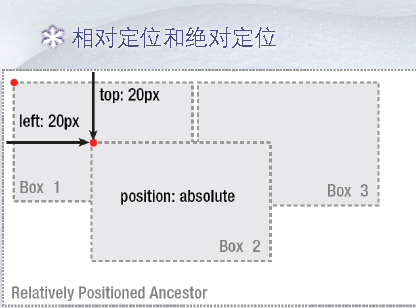 相对定位和绝对定位
top: 20px
left: 20px
Box 1
position: absolute
Box 3
Box 2
Relatively Positioned Ancestor